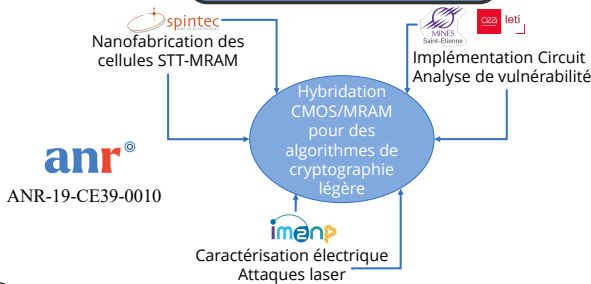 spintec
Nanofabrication des
cellules STT-MRAM
MINES
Saint-Étienne
cea leti
Implémentation Circuit
Analyse de vulnérabilité
Hybridation
CMOS/MRAM
pour des
algorithmes de
cryptographie
légère
anr
ANR-19-CE39-0010
im2np
Caractérisation électrique
Attaques laser